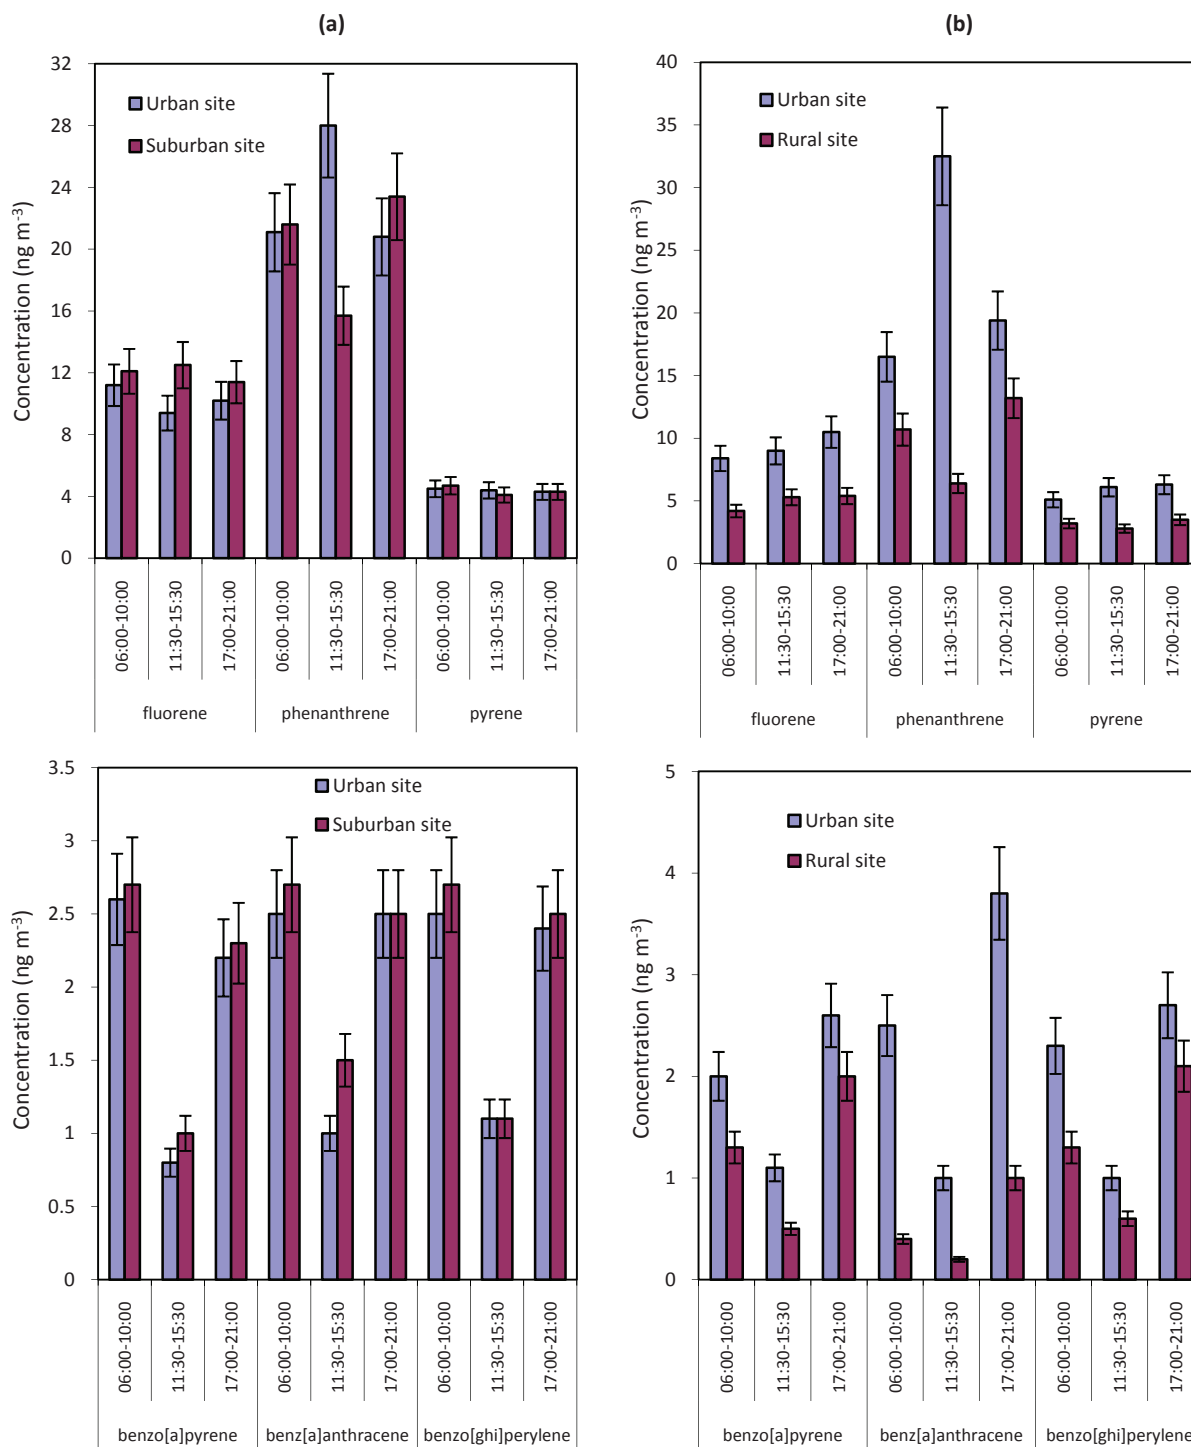 (a)
32
28
24
20
16
12
8
4
0
Concentration (ng m⁻³)
Urban site
Suburban site
06:00-10:00
11:30-15:30
17:00-21:00
06:00-10:00
11:30-15:30
17:00-21:00
06:00-10:00
11:30-15:30
17:00-21:00
fluorene
phenanthrene
pyrene
(b)
40
35
30
25
20
15
10
5
0
Concentration (ng m⁻³)
Urban site
Rural site
06:00-10:00
11:30-15:30
17:00-21:00
06:00-10:00
11:30-15:30
17:00-21:00
06:00-10:00
11:30-15:30
17:00-21:00
fluorene
phenanthrene
pyrene
3.5
3
2.5
2
1.5
1
0.5
0
Concentration (ng m⁻³)
Urban site
Suburban site
06:00-10:00
11:30-15:30
17:00-21:00
06:00-10:00
11:30-15:30
17:00-21:00
06:00-10:00
11:30-15:30
17:00-21:00
benzo[a]pyrene
benz[a]anthracene
benzo[ghi]perylene
5
4
3
2
1
0
Concentration (ng m⁻³)
Urban site
Rural site
06:00-10:00
11:30-15:30
17:00-21:00
06:00-10:00
11:30-15:30
17:00-21:00
06:00-10:00
11:30-15:30
17:00-21:00
benzo[a]pyrene
benz[a]anthracene
benzo[ghi]perylene